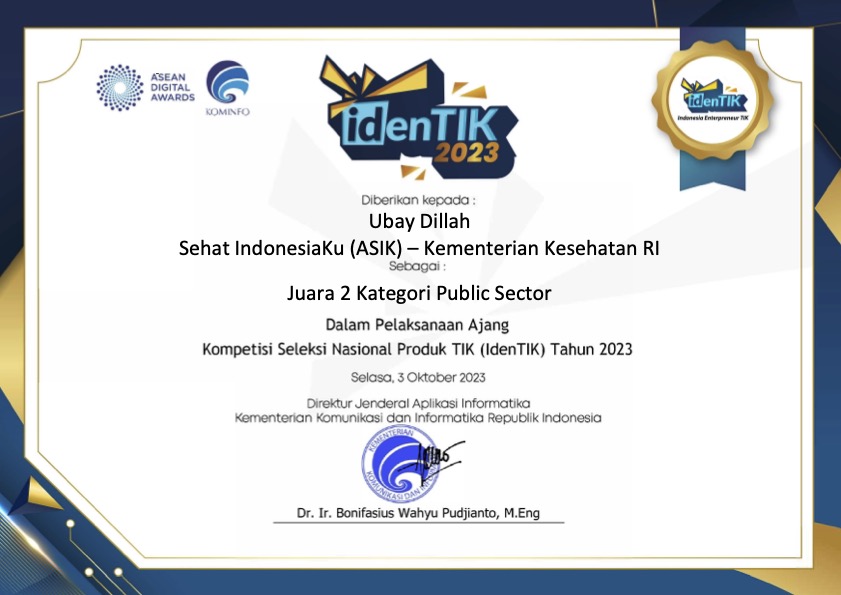 ASEAN
DIGITAL
AWARDS
KOMINFO
idenTIK
2023
idenTIK
Indonesia Enterpreneur TIK
Diberikan kepada :
Ubay Dillah
Sehat IndonesiaKu (ASIK) – Kementerian Kesehatan RI
Sebagai :
Juara 2 Kategori Public Sector
Dalam Pelaksanaan Ajang
Kompetisi Seleksi Nasional Produk TIK (IdenTIK) Tahun 2023
Selasa, 3 Oktober 2023
Direktur Jenderal Aplikasi Informatika
Kementerian Komunikasi dan Informatika Republik Indonesia
KEMENTERIAN
KOMUNIKASI DAN
Dr. Ir. Bonifasius Wahyu Pudjianto, M.Eng